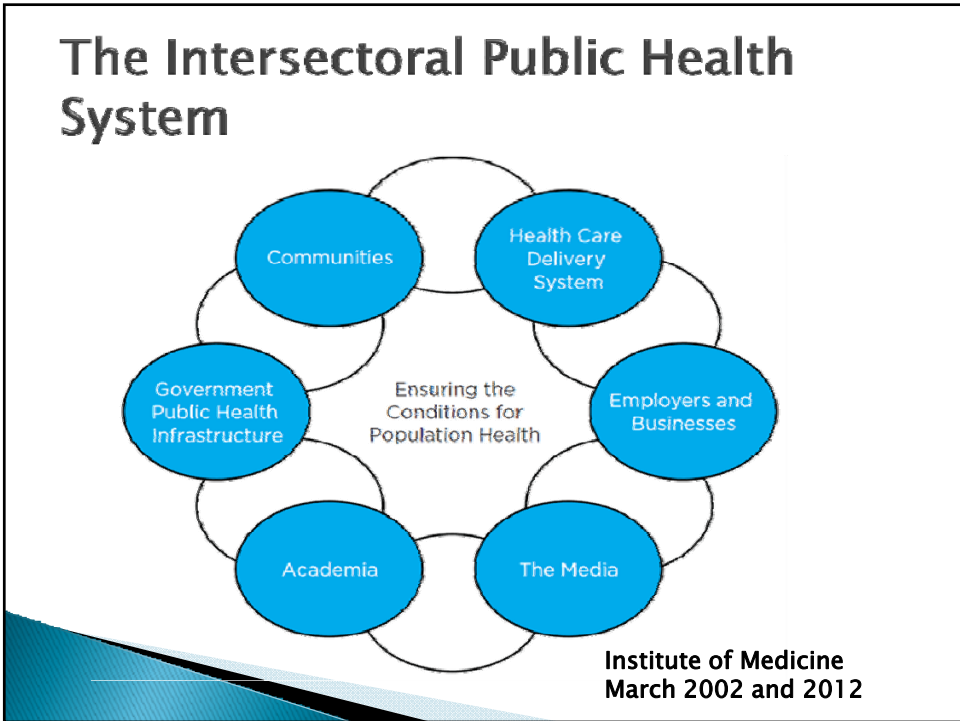 The Intersectoral Public Health
System
Communities
Health Care
Delivery
System
Government
Public Health
Infrastructure
Ensuring the
Conditions for
Population Health
Employers and
Businesses
Academia
The Media
Institute of Medicine
March 2002 and 2012